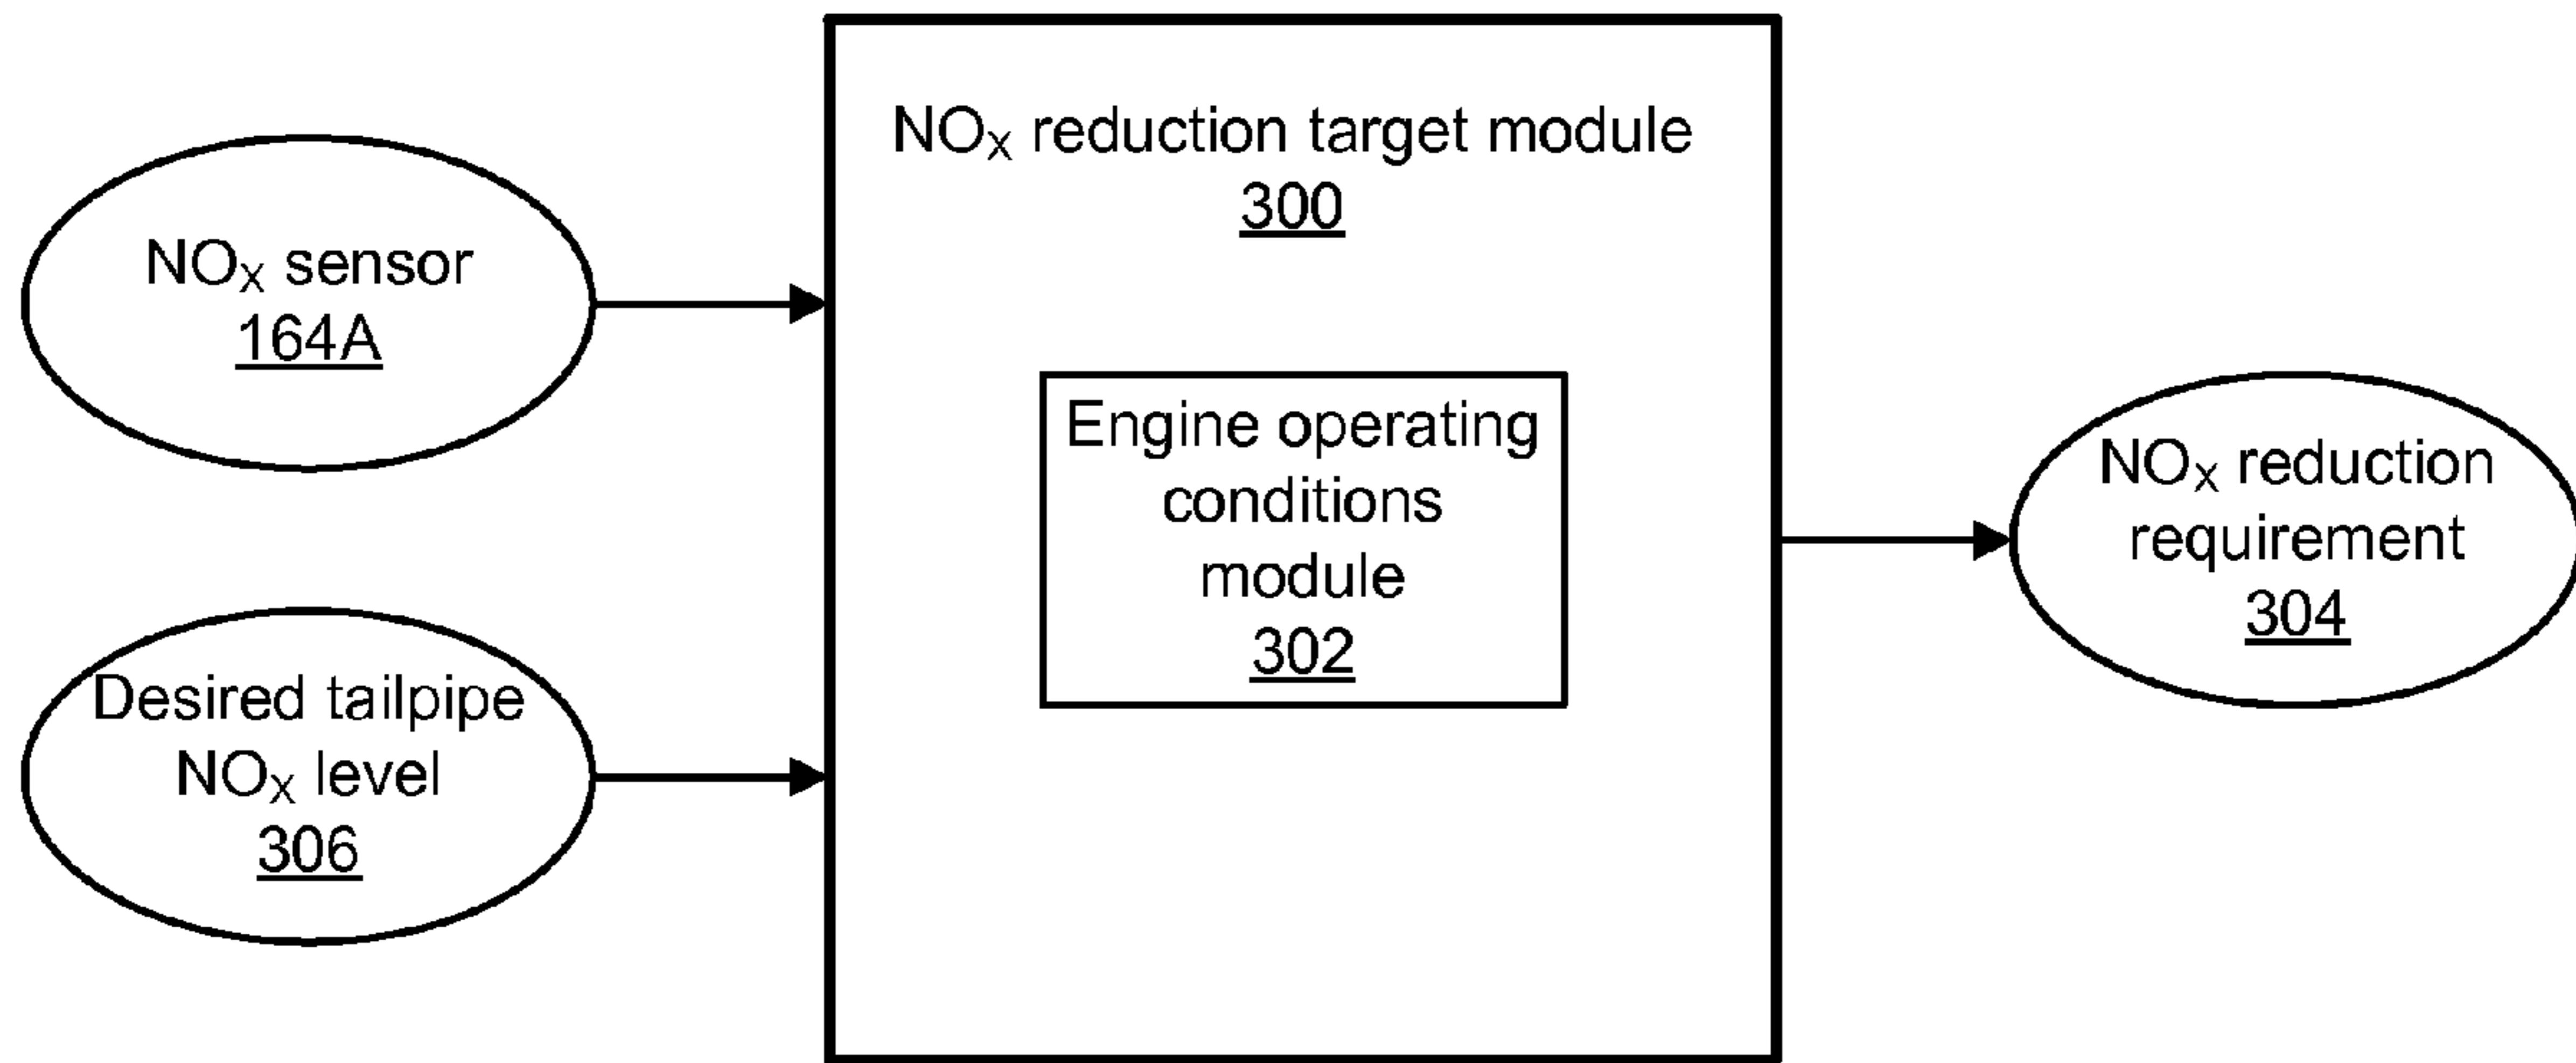 NOX sensor
164A
Desired tailpipe
NOX level
306
NOX reduction target module
300
Engine operating
conditions
module
302
NOX reduction
requirement
304